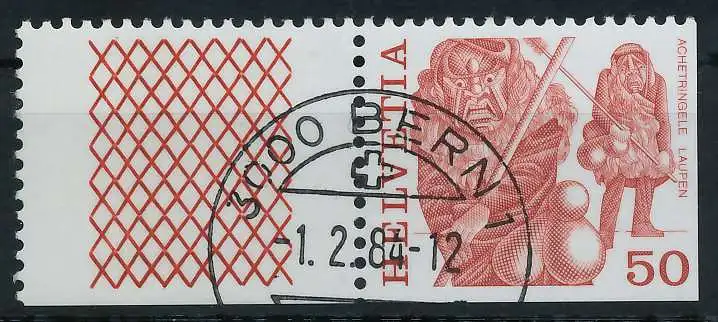 HELVETIA
ACHETRINGELE LAUPEN
50
3000 BERN 1
-1.2.84-12